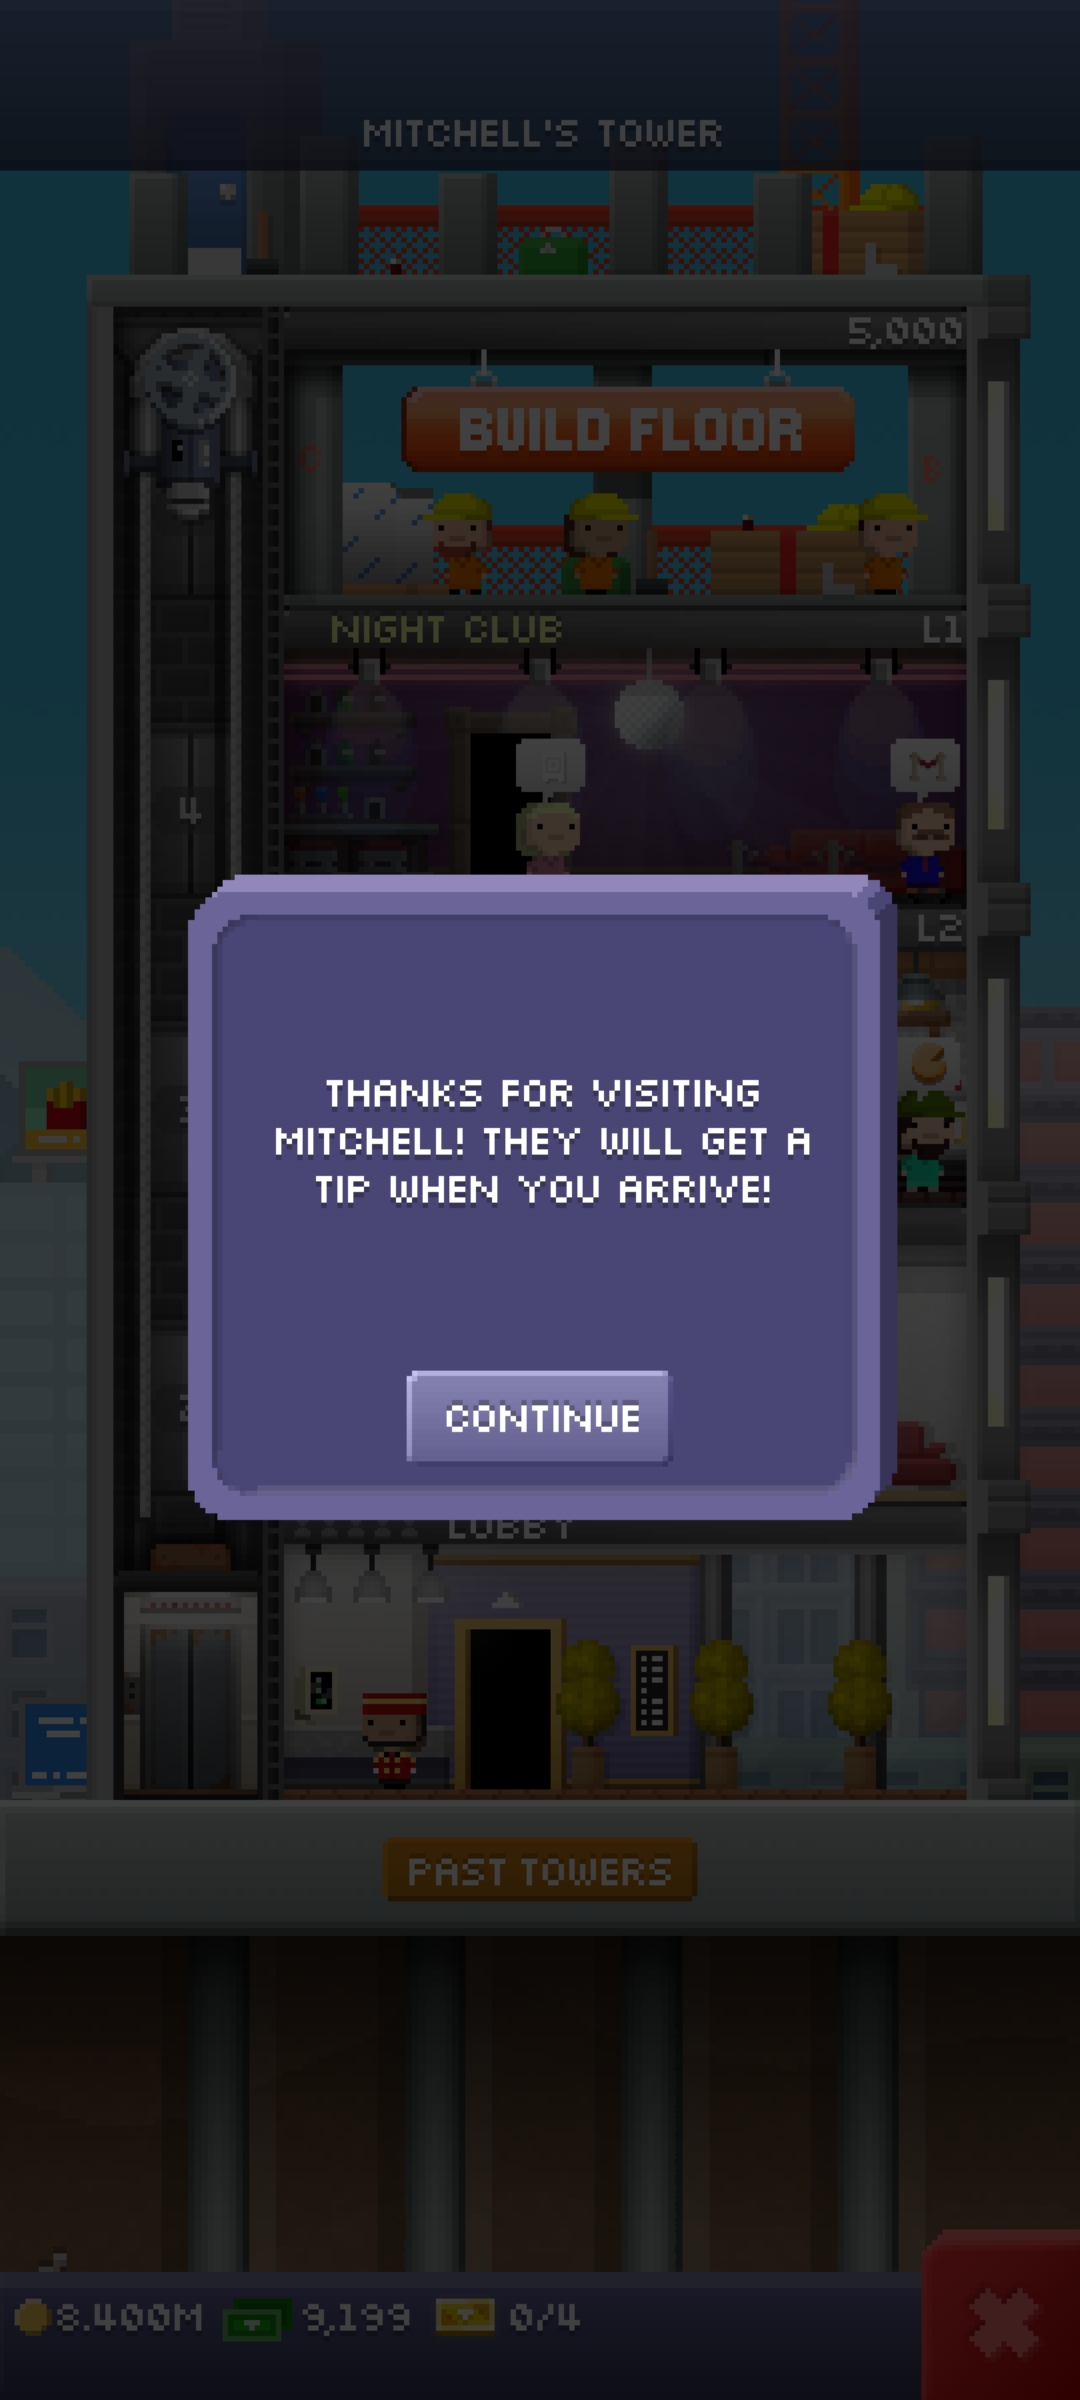 MITCHELL'S TOWER
5,000
BUILD FLOOR
C
B
NIGHT CLUB L1
4
L2
THANKS FOR VISITING
MITCHELL! THEY WILL GET A
TIP WHEN YOU ARRIVE!
CONTINUE
LOBBY
PAST TOWERS
8.400M 9,199 0/4